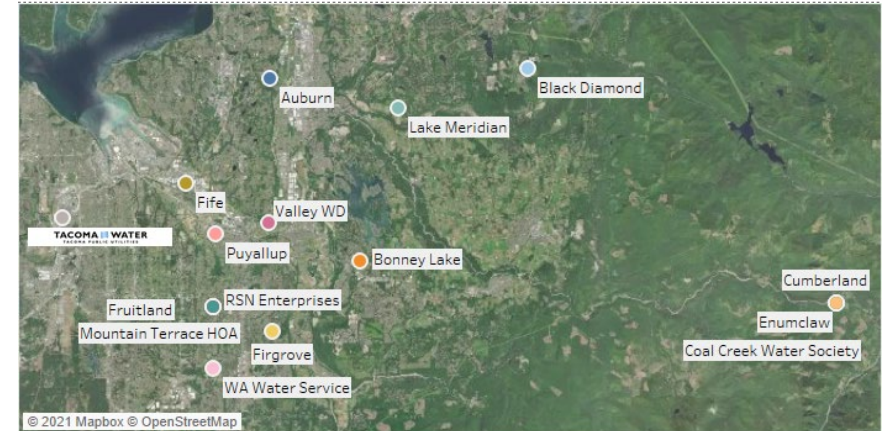 Auburn
Black Diamond
Lake Meridian
Fife
Valley WD
TACOMA WATER
TACOMA PUBLIC UTILITIES
Puyallup
Bonney Lake
Cumberland
RSN Enterprises
Fruitland
Enumclaw
Mountain Terrace HOA
Firgrove
Coal Creek Water Society
WA Water Service
© 2021 Mapbox © OpenStreetMap